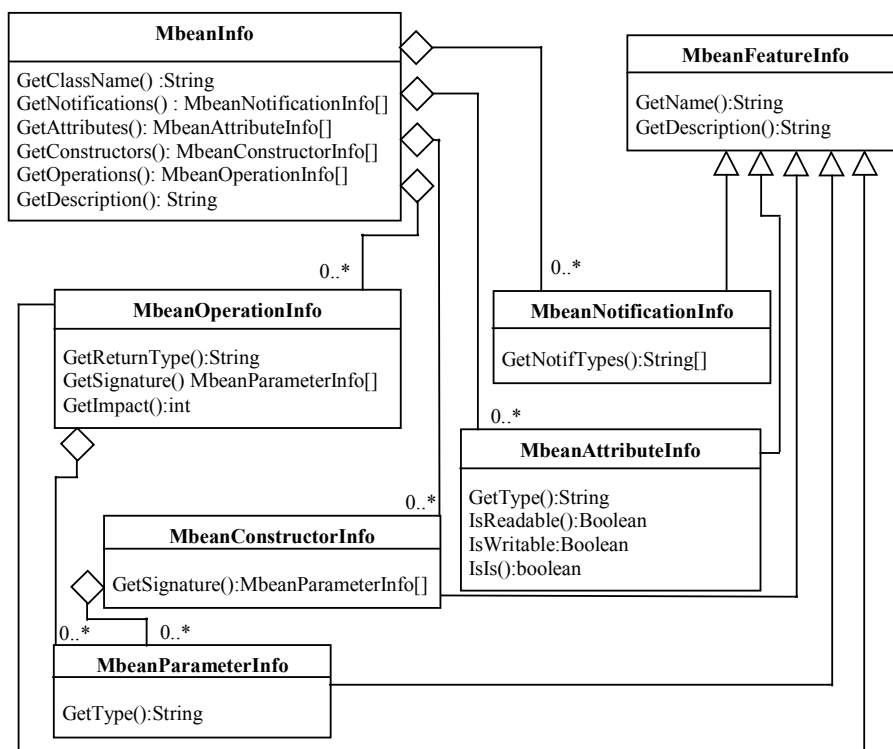 MbeanInfo
GetClassName() :String
GetNotifications() : MbeanNotificationInfo[]
GetAttributes(): MbeanAttributeInfo[]
GetConstructors(): MbeanConstructorInfo[]
GetOperations(): MbeanOperationInfo[]
GetDescription(): String
MbeanFeatureInfo
GetName():String
GetDescription():String
0..*
0..*
MbeanOperationInfo
GetReturnType():String
GetSignature() MbeanParameterInfo[]
GetImpact():int
MbeanNotificationInfo
GetNotifTypes():String[]
0..*
MbeanAttributeInfo
GetType():String
IsReadable():Boolean
IsWritable:Boolean
IsIs():boolean
0..*
MbeanConstructorInfo
GetSignature():MbeanParameterInfo[]
0..*
0..*
MbeanParameterInfo
GetType():String